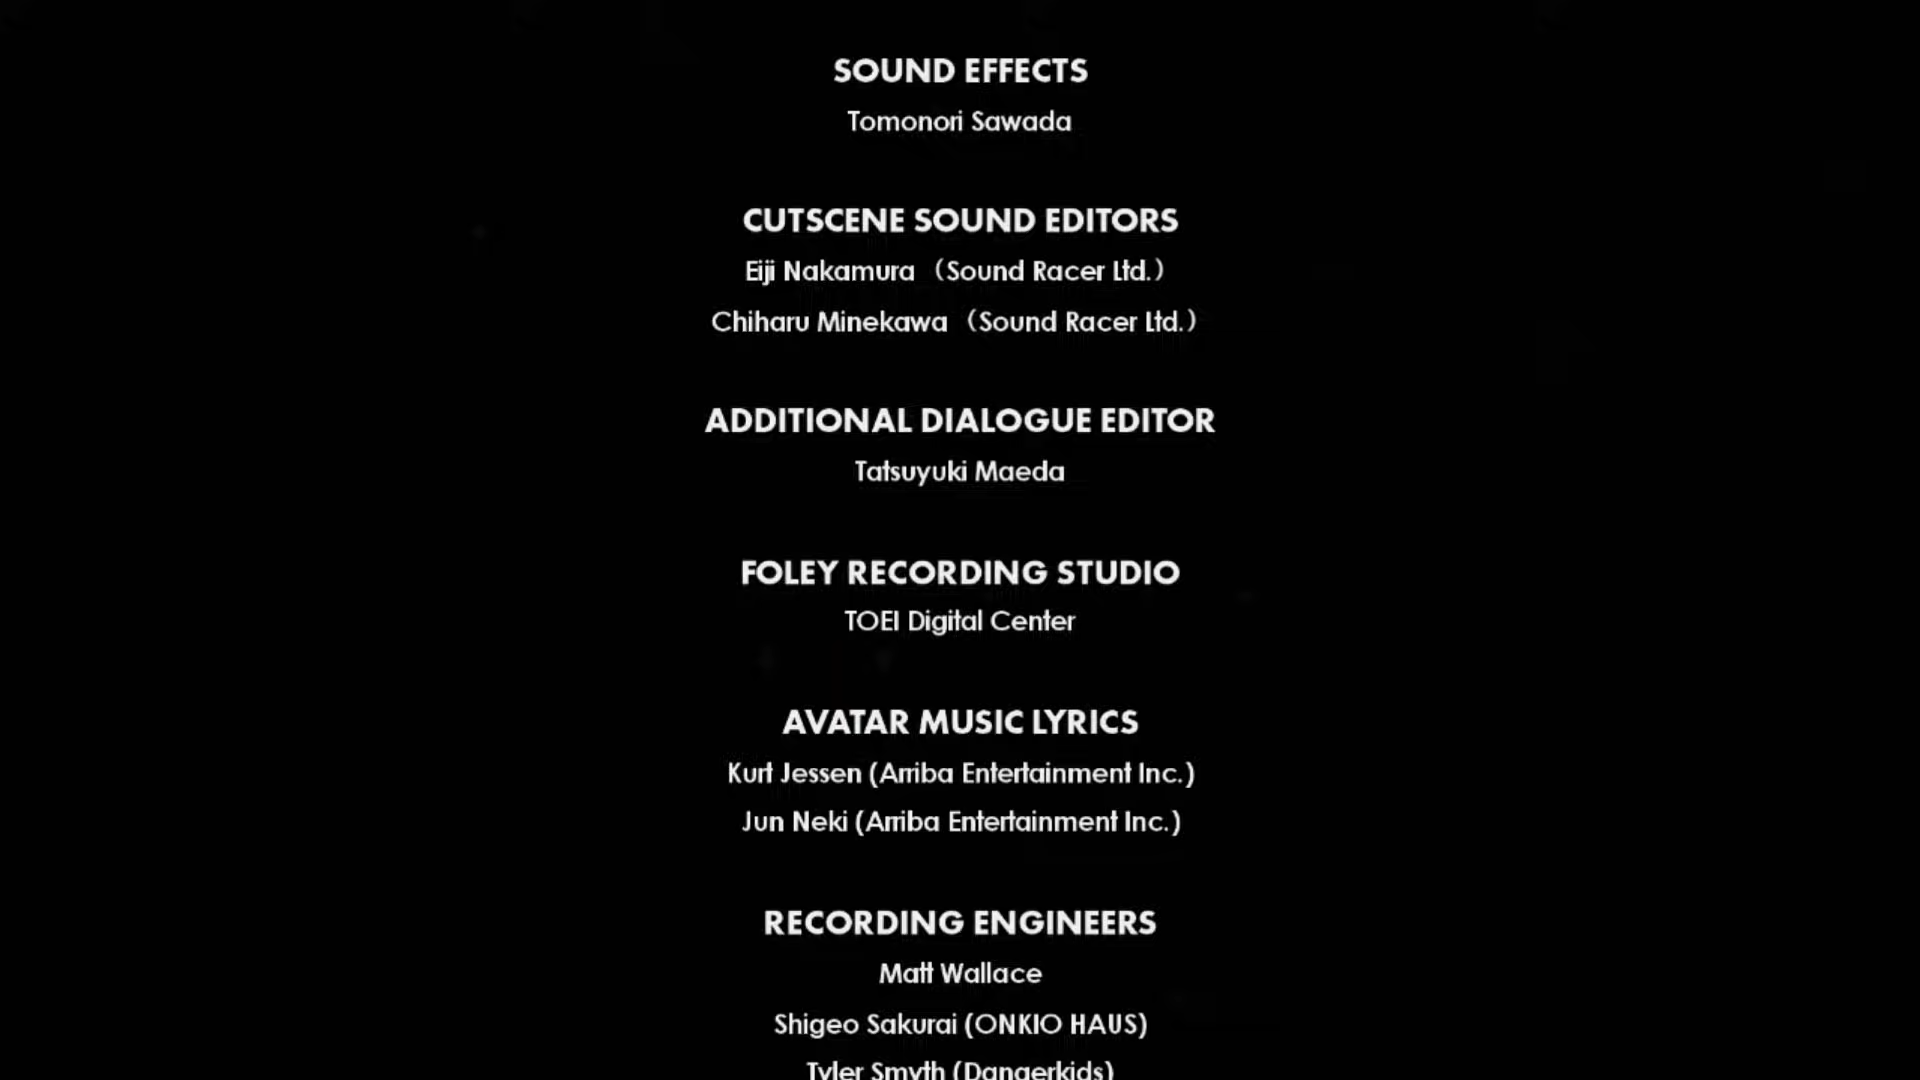 SOUND EFFECTS
Tomonori Sawada
CUTSCENE SOUND EDITORS
Eiji Nakamura （Sound Racer Ltd.）
Chiharu Minekawa （Sound Racer Ltd.）
ADDITIONAL DIALOGUE EDITOR
Tatsuyuki Maeda
FOLEY RECORDING STUDIO
TOEI Digital Center
AVATAR MUSIC LYRICS
Kurt Jessen (Arriba Entertainment Inc.)
Jun Neki (Arriba Entertainment Inc.)
RECORDING ENGINEERS
Matt Wallace
Shigeo Sakurai (ONKIO HAUS)
Tyler Smyth (Dangerkids)